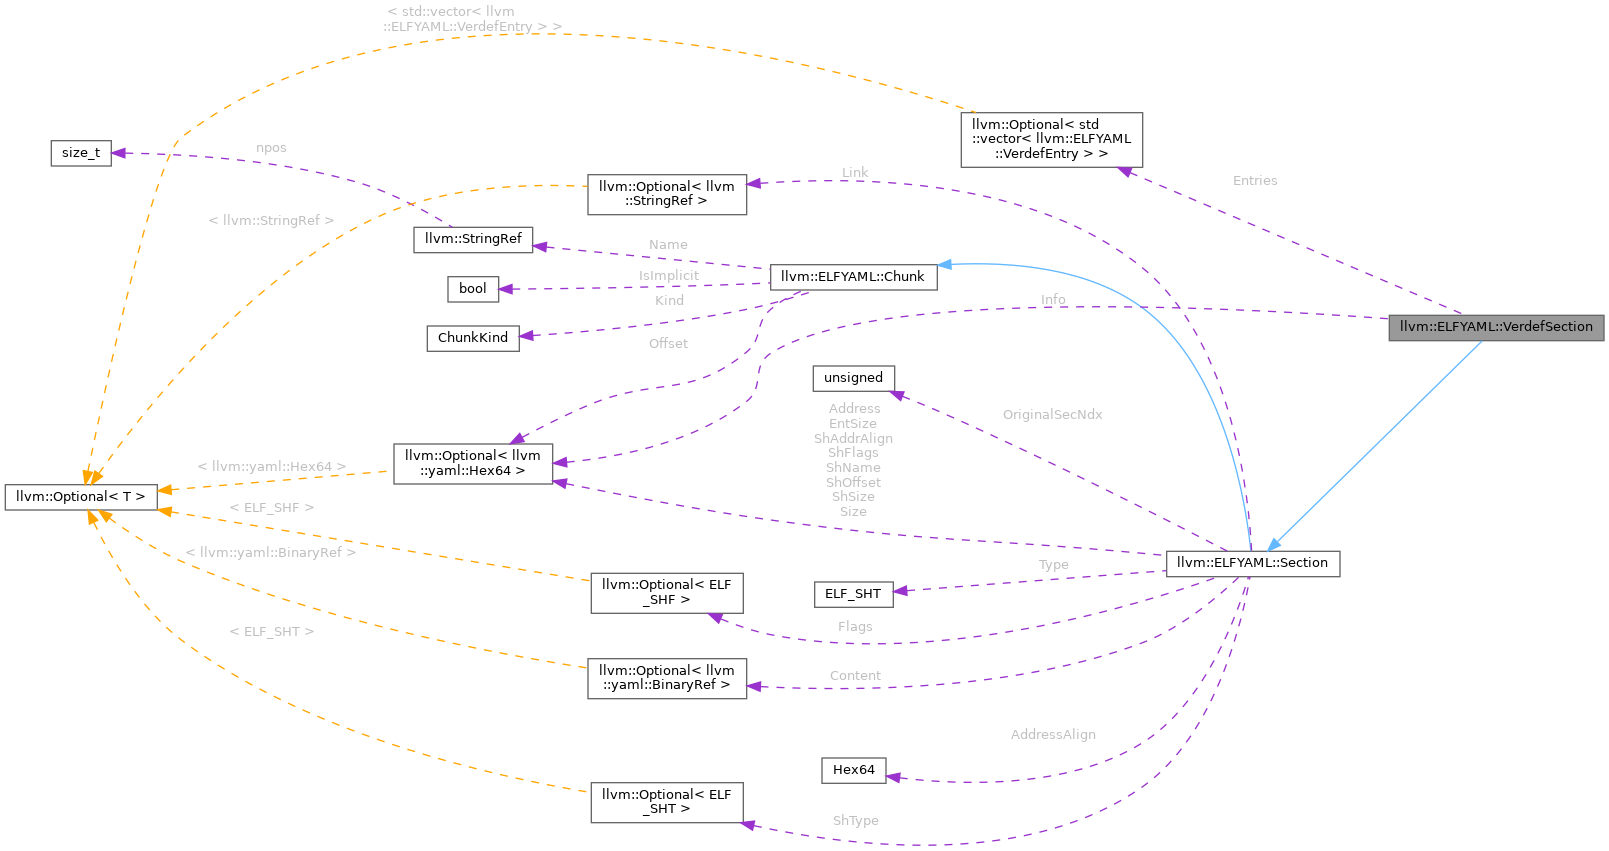 < std::vector< llvm
::ELFYAML::VerdefEntry > >
llvm::Optional< std
::vector< llvm::ELFYAML
::VerdefEntry > >
size_t
npos
Link
Entries
llvm::Optional< llvm
::StringRef >
< llvm::StringRef >
llvm::StringRef
Name
llvm::ELFYAML::Chunk
IsImplicit
bool
Kind
Info
llvm::ELFYAML::VerdefSection
ChunkKind
Offset
unsigned
Address
EntSize
ShAddrAlign
ShFlags
ShName
ShOffset
ShSize
Size
OriginalSecNdx
llvm::Optional< llvm
::yaml::Hex64 >
< llvm::yaml::Hex64 >
llvm::Optional< T >
< ELF_SHF >
< llvm::yaml::BinaryRef >
llvm::ELFYAML::Section
Type
llvm::Optional< ELF
_SHF >
ELF_SHT
Flags
< ELF_SHT >
llvm::Optional< llvm
::yaml::BinaryRef >
Content
AddressAlign
Hex64
llvm::Optional< ELF
_SHT >
ShType